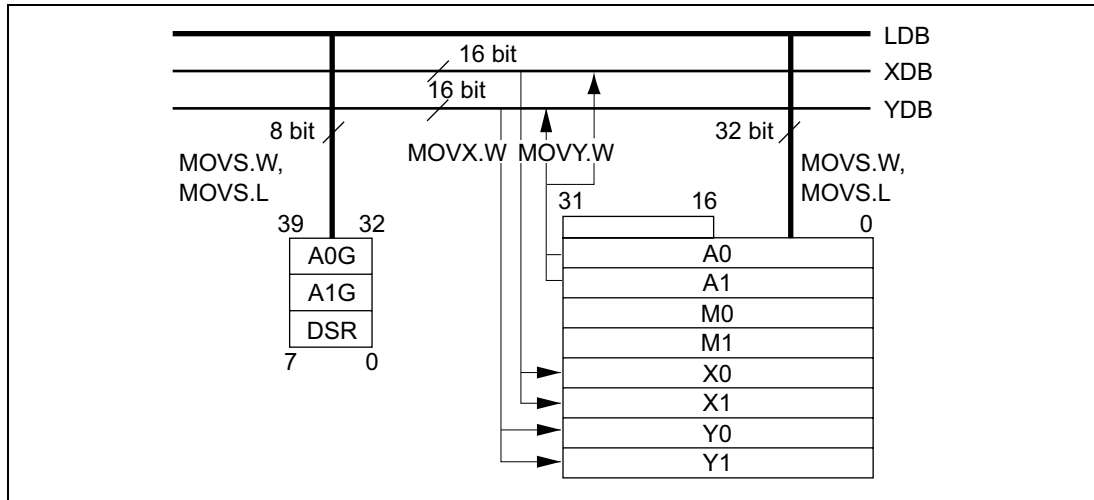 LDB
16 bit
XDB
16 bit
YDB
8 bit
MOVX.W
MOVY.W
32 bit
MOVS.W,
MOVS.L
MOVS.W,
MOVS.L
31
16
0
39
32
A0G
A1G
DSR
7
0
A0
A1
M0
M1
X0
X1
Y0
Y1